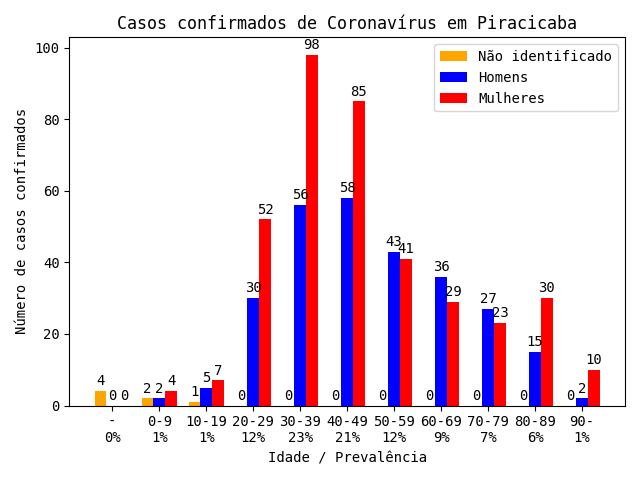 Casos confirmados de Coronavírus em Piracicaba
Não identificado
Homens
Mulheres
Número de casos confirmados
100
80
60
40
20
0
4 0 0
2 2 4
1 5 7
0 30 52
0 56 98
0 58 85
0 43 41
0 36 29
0 27 23
0 15 30
0 2 10
- 0-9 10-19 20-29 30-39 40-49 50-59 60-69 70-79 80-89 90-
0% 1% 1% 12% 23% 21% 12% 9% 7% 6% 1%
Idade / Prevalência